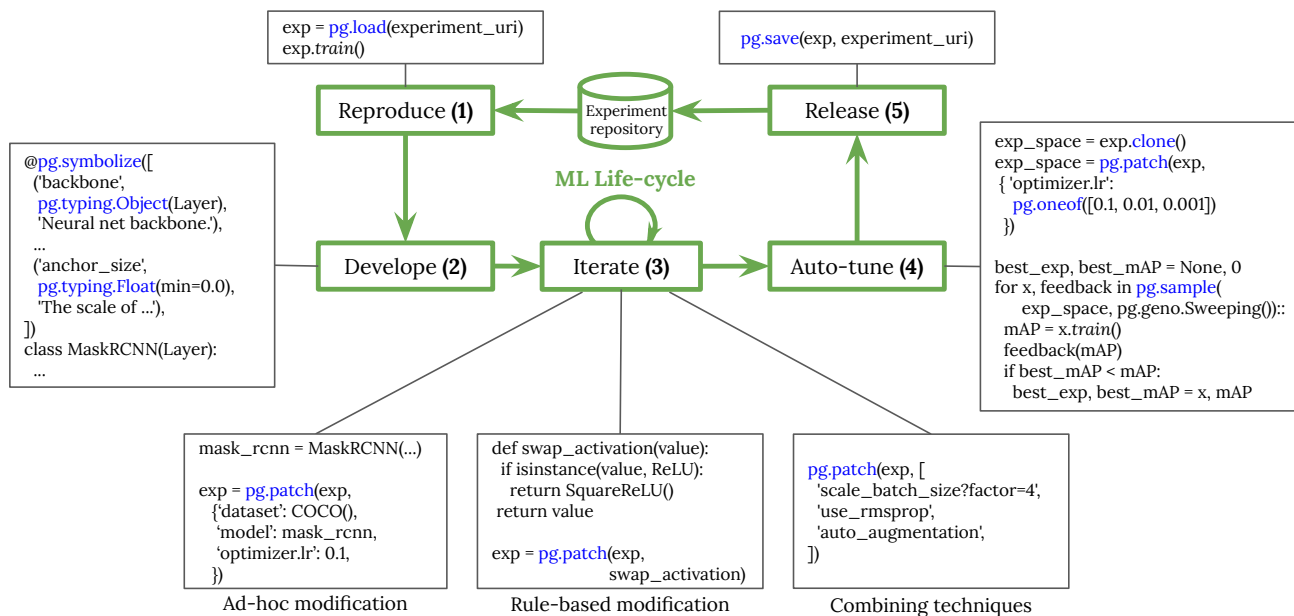 exp = pg.load(experiment_uri)
exp.train()
pg.save(exp, experiment_uri)
Reproduce (1)
Experiment
repository
Release (5)
@pg.symbolize([
('backbone',
pg.typing.Object(Layer),
'Neural net backbone.'),
...
('anchor_size',
pg.typing.Float(min=0.0),
'The scale of ...'),
])
class MaskRCNN(Layer):
...
ML Life-cycle
Develope (2)
Iterate (3)
Auto-tune (4)
exp_space = exp.clone()
exp_space = pg.patch(exp,
{ 'optimizer.lr':
pg.oneof([0.1, 0.01, 0.001])
})
best_exp, best_mAP = None, 0
for x, feedback in pg.sample(
exp_space, pg.geno.Sweeping())::
mAP = x.train()
feedback(mAP)
if best_mAP < mAP:
best_exp, best_mAP = x, mAP
mask_rcnn = MaskRCNN(...)
exp = pg.patch(exp,
{‘dataset’: COCO(),
‘model’: mask_rcnn,
‘optimizer.lr’: 0.1,
})
Ad-hoc modification
def swap_activation(value):
if isinstance(value, ReLU):
return SquareReLU()
return value
exp = pg.patch(exp,
swap_activation)
Rule-based modification
pg.patch(exp, [
'scale_batch_size?factor=4',
'use_rmsprop',
'auto_augmentation',
])
Combining techniques